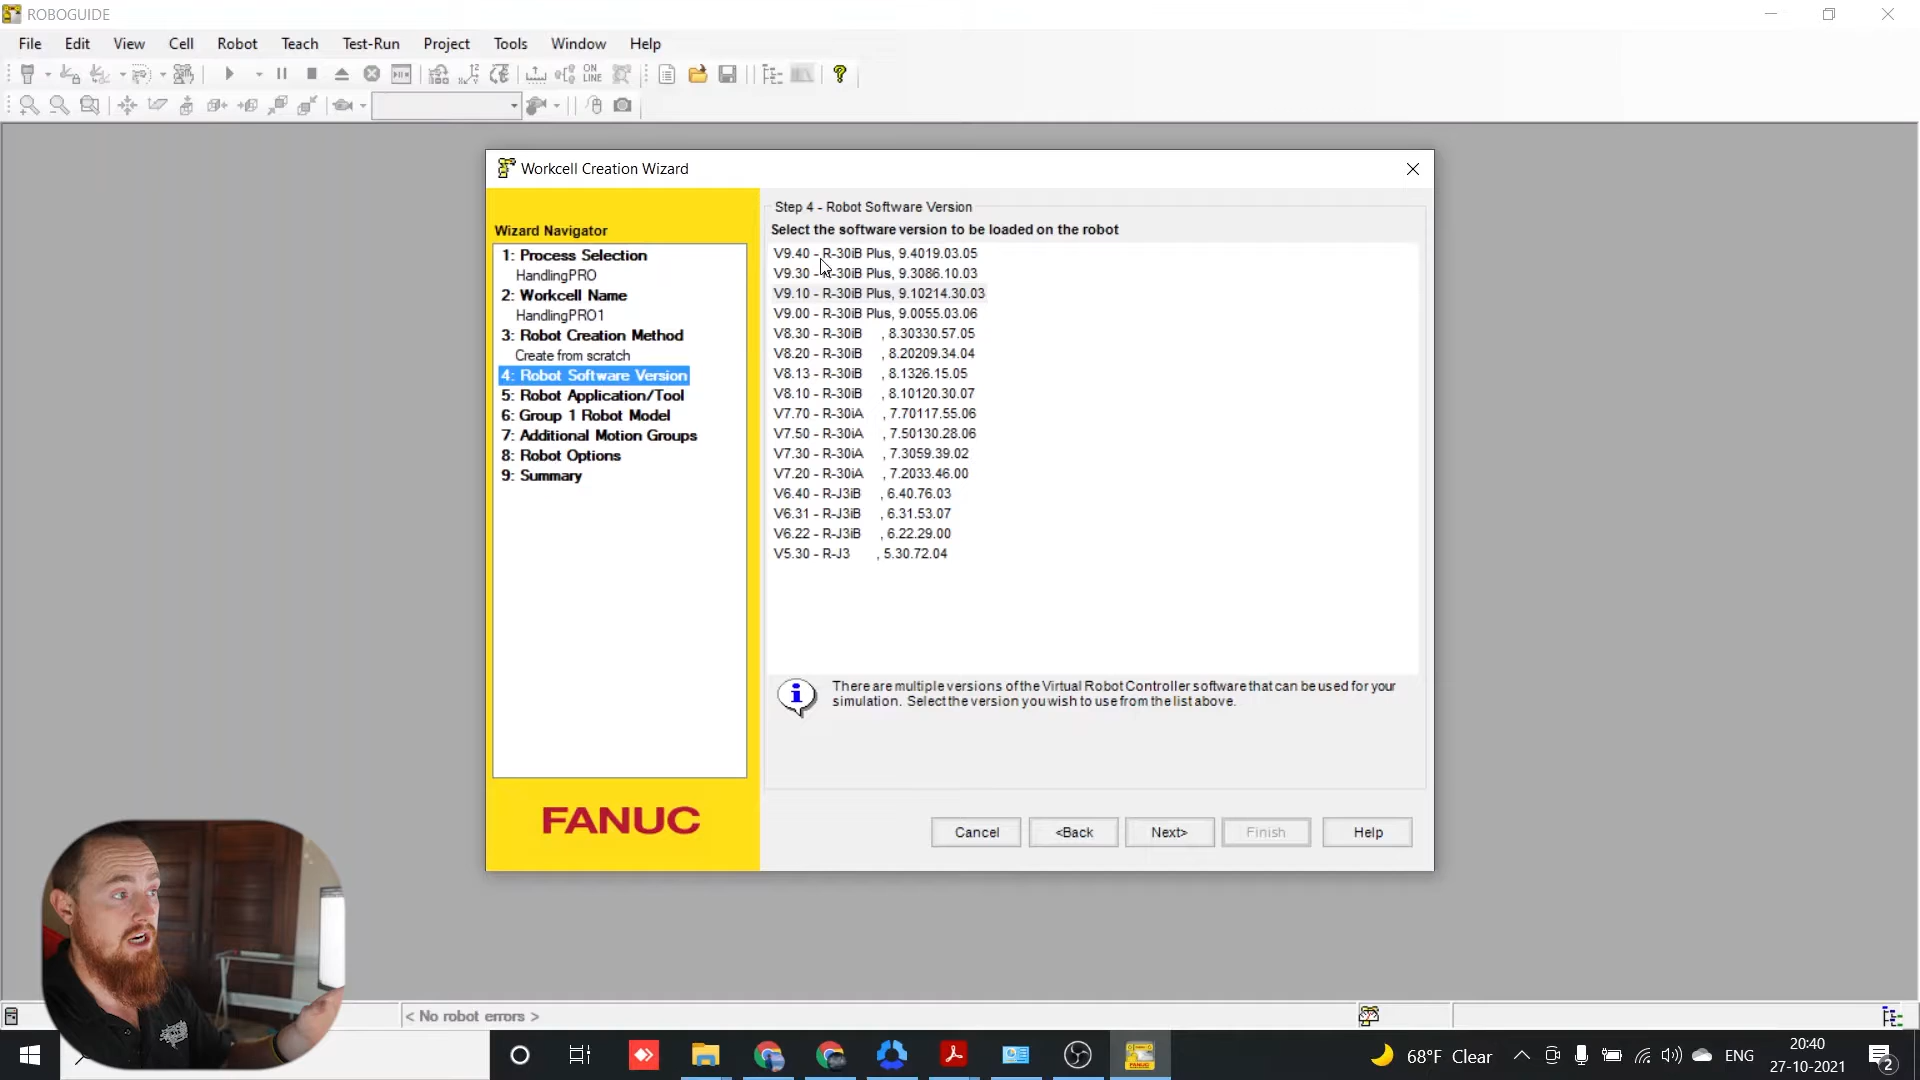 ROBOGUIDE
File Edit View Cell Robot Teach Test-Run Project Tools Window Help
ON
LINE
Workcell Creation Wizard
Wizard Navigator
1: Process Selection
HandlingPRO
2: Workcell Name
HandlingPRO1
3: Robot Creation Method
Create from scratch
4: Robot Software Version
5: Robot Application/Tool
6: Group 1 Robot Model
7: Additional Motion Groups
8: Robot Options
9: Summary
FANUC
Step 4 - Robot Software Version
Select the software version to be loaded on the robot
V9.40 - R-30iB Plus, 9.4019.03.05
V9.30 - R-30iB Plus, 9.3086.10.03
V9.10 - R-30iB Plus, 9.10214.30.03
V9.00 - R-30iB Plus, 9.0055.03.06
V8.30 - R-30iB , 8.30330.57.05
V8.20 - R-30iB , 8.20209.34.04
V8.13 - R-30iB , 8.1326.15.05
V8.10 - R-30iB , 8.10120.30.07
V7.70 - R-30iA , 7.70117.55.06
V7.50 - R-30iA , 7.50130.28.06
V7.30 - R-30iA , 7.3059.39.02
V7.20 - R-30iA , 7.2033.46.00
V6.40 - R-J3iB , 6.40.76.03
V6.31 - R-J3iB , 6.31.53.07
V6.22 - R-J3iB , 6.22.29.00
V5.30 - R-J3 , 5.30.72.04
There are multiple versions of the Virtual Robot Controller software that can be used for your
simulation. Select the version you wish to use from the list above.
Cancel <Back Next> Finish Help
< No robot errors >
68°F Clear
ENG
20:40
27-10-2021
2